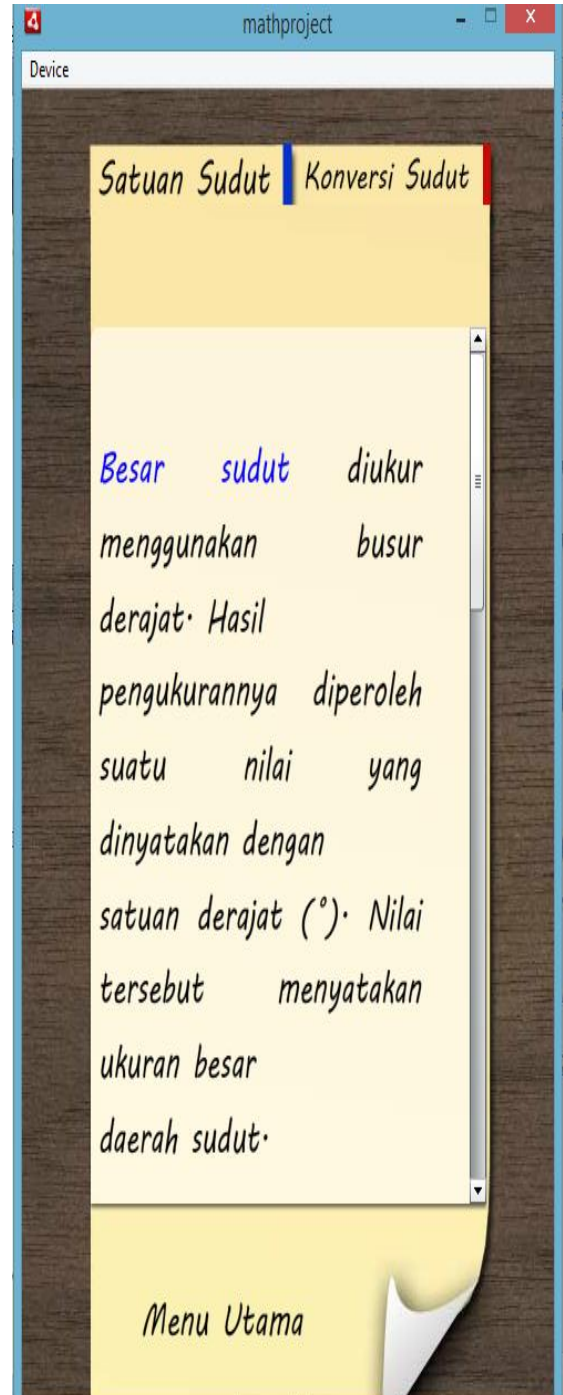 mathproject
Device
Satuan Sudut Konversi Sudut
Besar sudut diukur
menggunakan busur
derajat. Hasil
pengukurannya diperoleh
suatu nilai yang
dinyatakan dengan
satuan derajat (°). Nilai
tersebut menyatakan
ukuran besar
daerah sudut.
Menu Utama